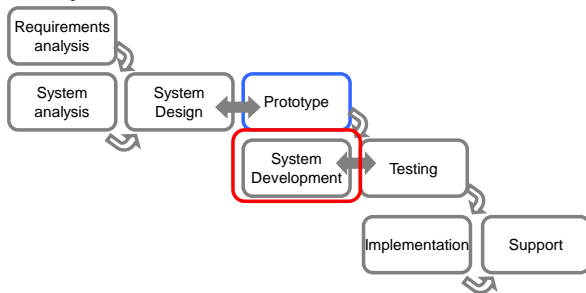 Requirements
analysis
System
analysis
System
Design
Prototype
System
Development
Testing
Implementation
Support